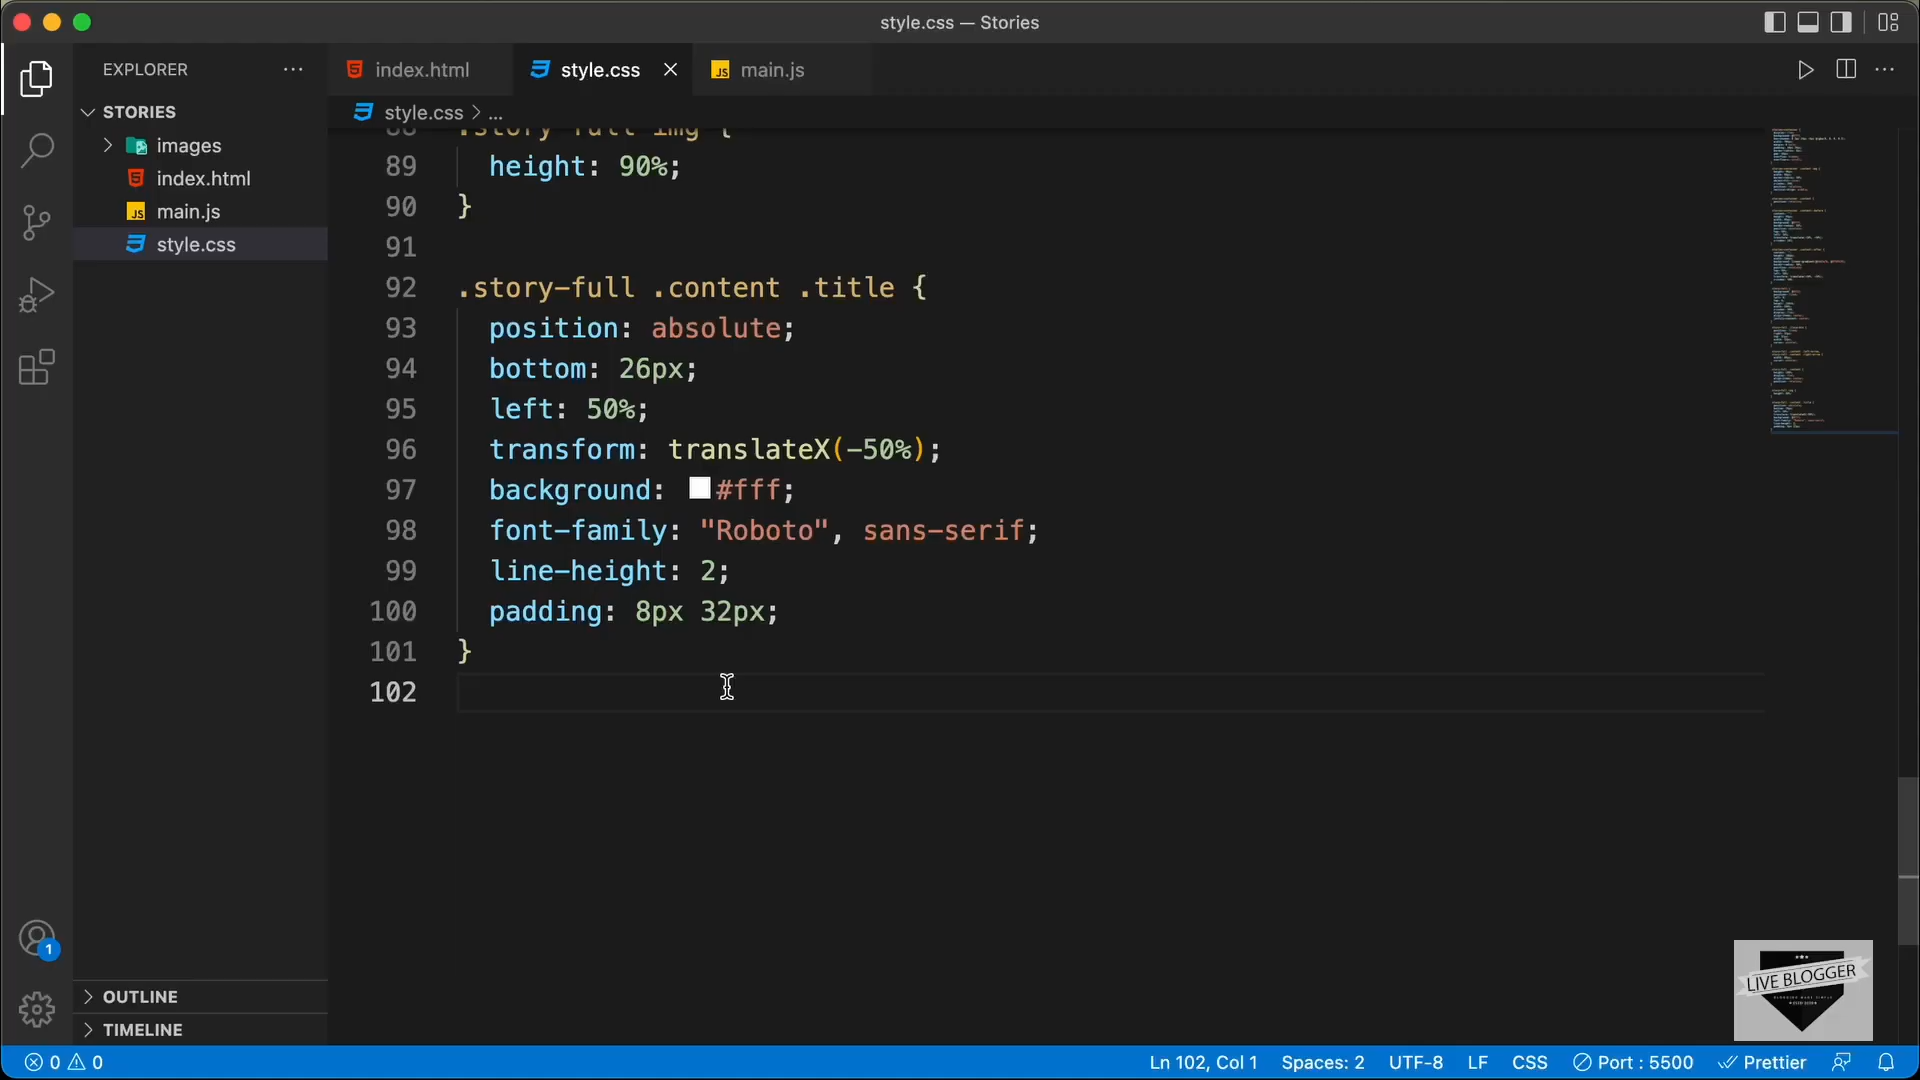 style.css — Stories
EXPLORER
index.html
style.css
main.js
STORIES
style.css > ...
images
index.html
main.js
style.css
88 .story-full img {
89 height: 90%;
90 }
91
92 .story-full .content .title {
93 position: absolute;
94 bottom: 26px;
95 left: 50%;
96 transform: translateX(-50%);
97 background: #fff;
98 font-family: "Roboto", sans-serif;
99 line-height: 2;
100 padding: 8px 32px;
101 }
102
1
OUTLINE
TIMELINE
LIVE BLOGGER
0 0
Ln 102, Col 1
Spaces: 2
UTF-8
LF
CSS
Port : 5500
Prettier